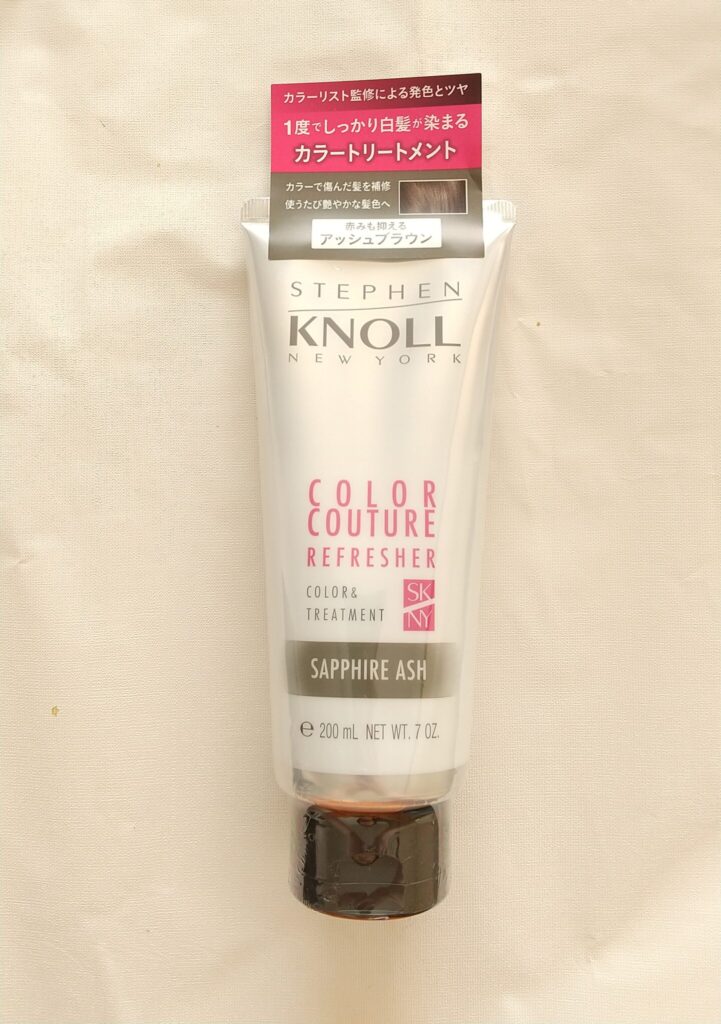 カラーリスト監修による発色とツヤ
1度でしっかり白髪が染まる
カラートリートメント
カラーで傷んだ髪を補修
使うたび艶やかな髪色へ
赤みも抑える
アッシュブラウン
STEPHEN
KNOLL
NEW YORK
COLOR
COUTURE
REFRESHER
COLOR&
TREATMENT
SK
NY
SAPPHIRE ASH
℮ 200 mL NET WT. 7 OZ.